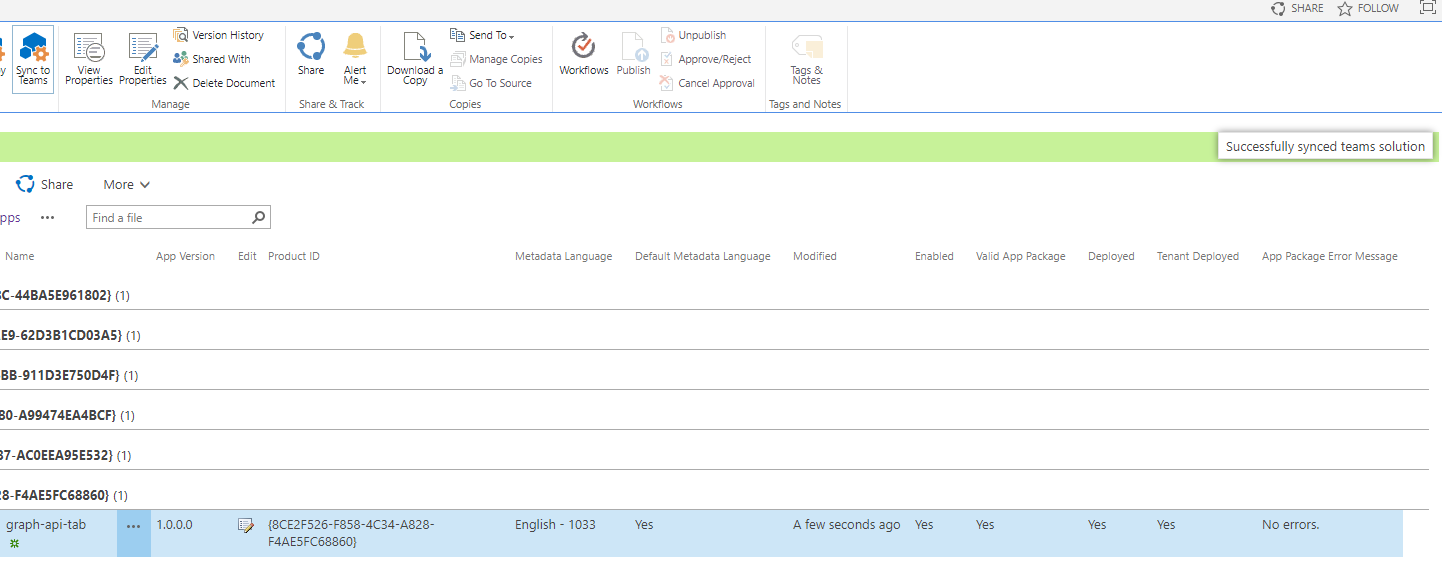 SHARE FOLLOW
y
Sync to
Teams
View
Properties
Edit
Properties
Version History
Shared With
Delete Document
Manage
Share
Alert
Me
Share & Track
Download a
Copy
Send To
Manage Copies
Go To Source
Copies
Workflows
Publish
Unpublish
Approve/Reject
Cancel Approval
Workflows
Tags &
Notes
Tags and Notes
Successfully synced teams solution
Share More
pps ••• Find a file
Name App Version Edit Product ID Metadata Language Default Metadata Language Modified Enabled Valid App Package Deployed Tenant Deployed App Package Error Message
C-44BA5E961802} (1)
E9-62D3B1CD03A5} (1)
BB-911D3E750D4F} (1)
80-A99474EA4BCF} (1)
37-AC0EEA95E532} (1)
28-F4AE5FC68860} (1)
graph-api-tab ••• 1.0.0.0 {8CE2F526-F858-4C34-A828-
F4AE5FC68860} English - 1033 Yes A few seconds ago Yes Yes Yes Yes No errors.